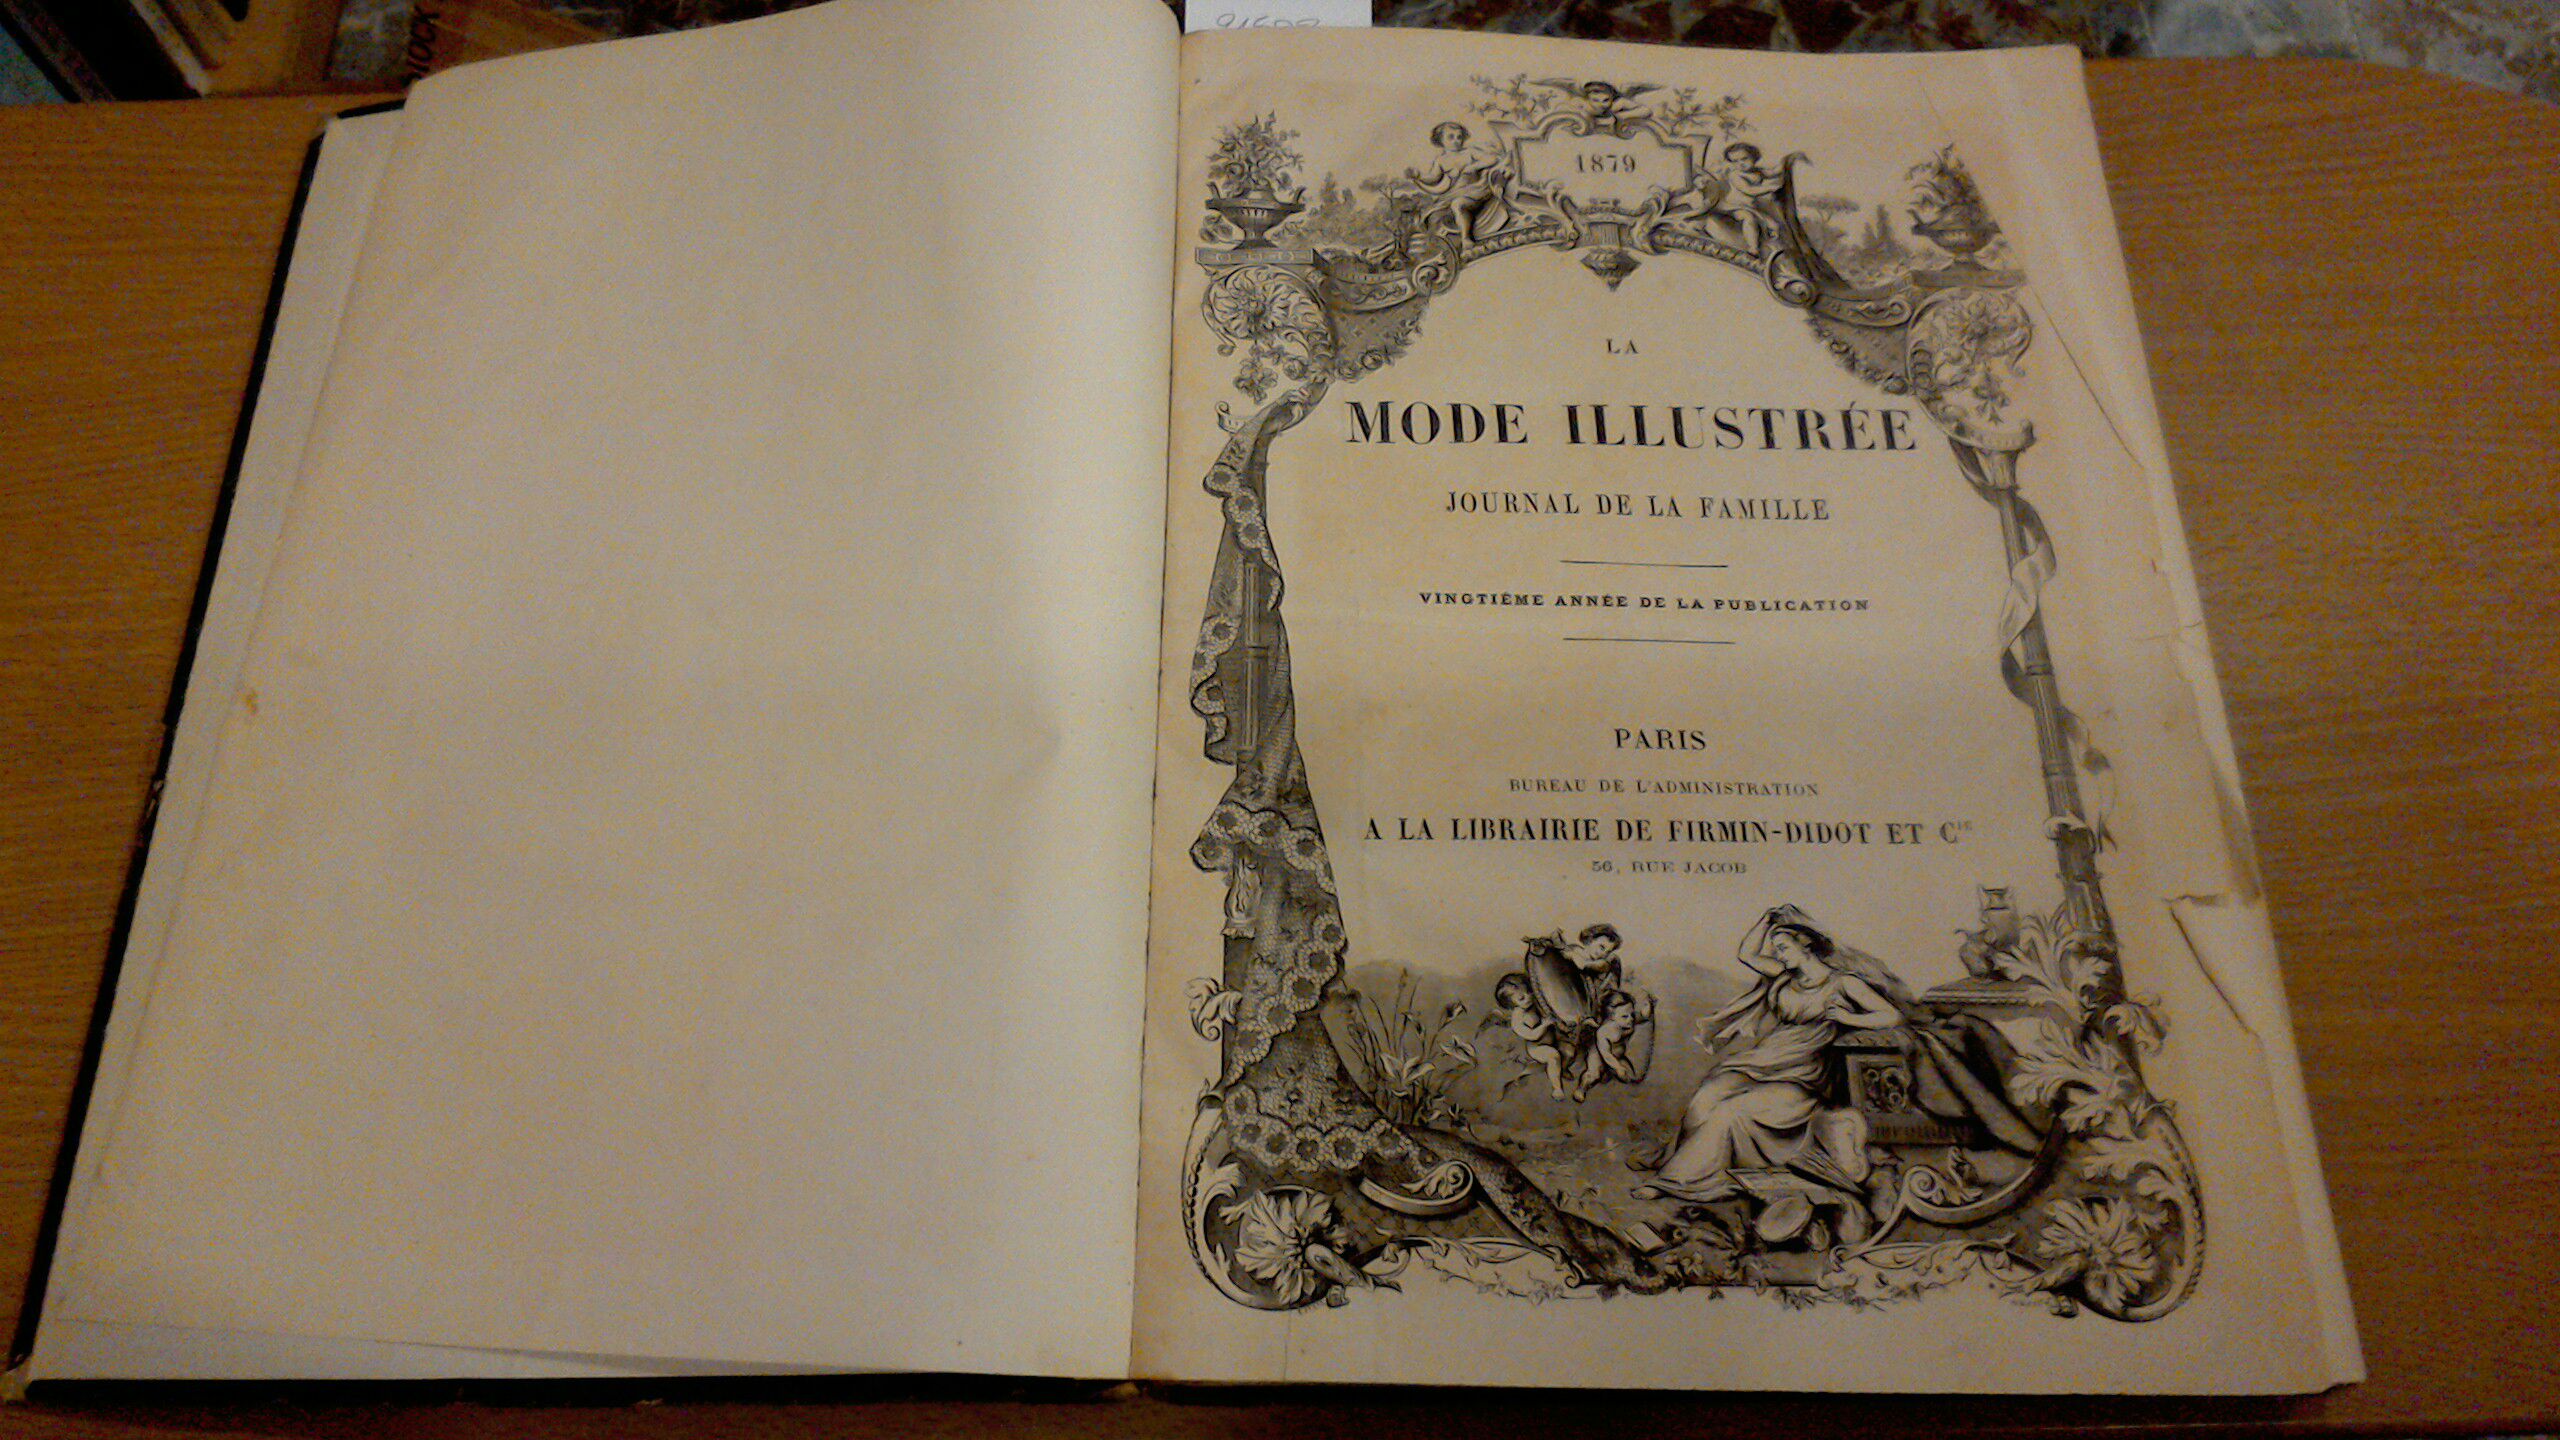 1879
LA
MODE ILLUSTRÉE
JOURNAL DE LA FAMILLE
VINGTIÈME ANNÉE DE LA PUBLICATION
PARIS
BUREAU DE L'ADMINISTRATION
A LA LIBRAIRIE DE FIRMIN-DIDOT ET CIE
56, RUE JACOB